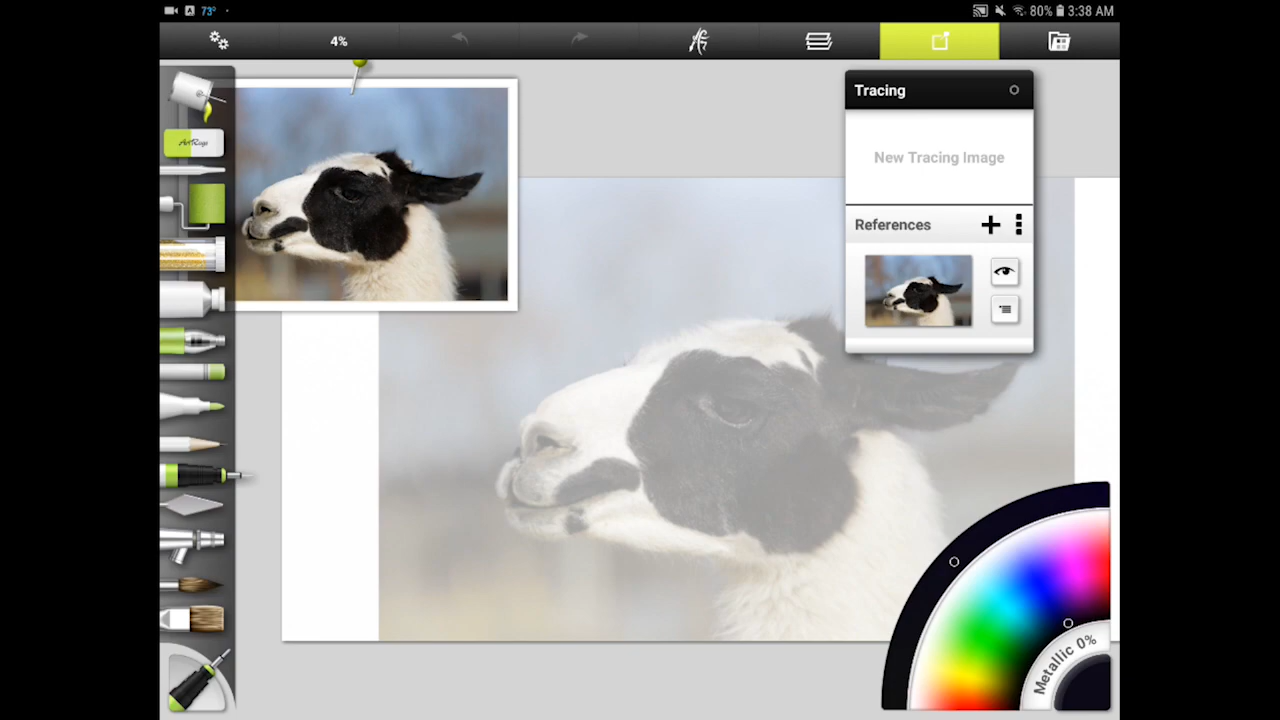 A 73° 80% 3:38 AM
4%
ArtRage
Tracing
New Tracing Image
References
Metallic 0%